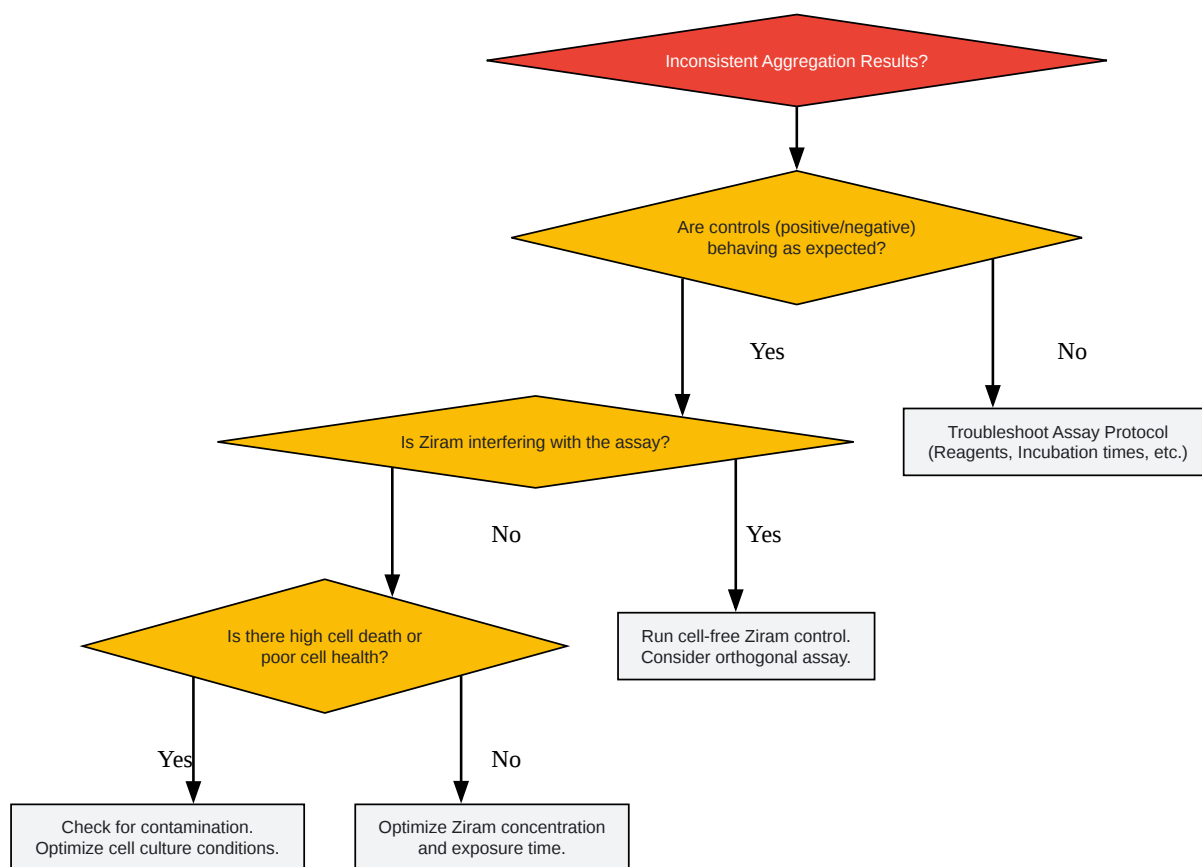 Inconsistent Aggregation Results?
Are controls (positive/negative)
behaving as expected?
Yes
No
Troubleshoot Assay Protocol
(Reagents, Incubation times, etc.)
Is Ziram interfering with the assay?
No
Yes
Run cell-free Ziram control.
Consider orthogonal assay.
Is there high cell death or
poor cell health?
Yes
No
Check for contamination.
Optimize cell culture conditions.
Optimize Ziram concentration
and exposure time.